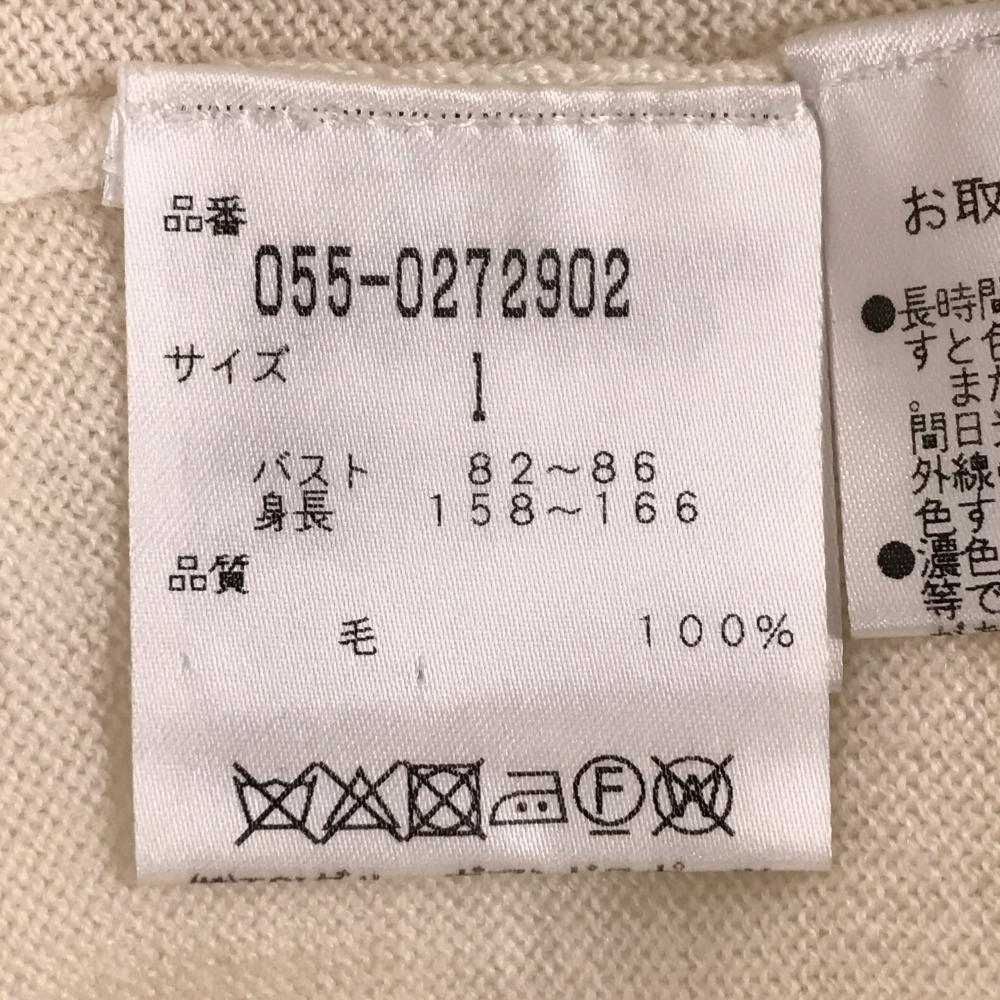 品番
055-0272902
サイズ 1
バスト 82~86
身長 158~166
品質
毛 100%
F
W
お取
●長時間
すと色
。ま
間日
外線
色す
●濃色
等で